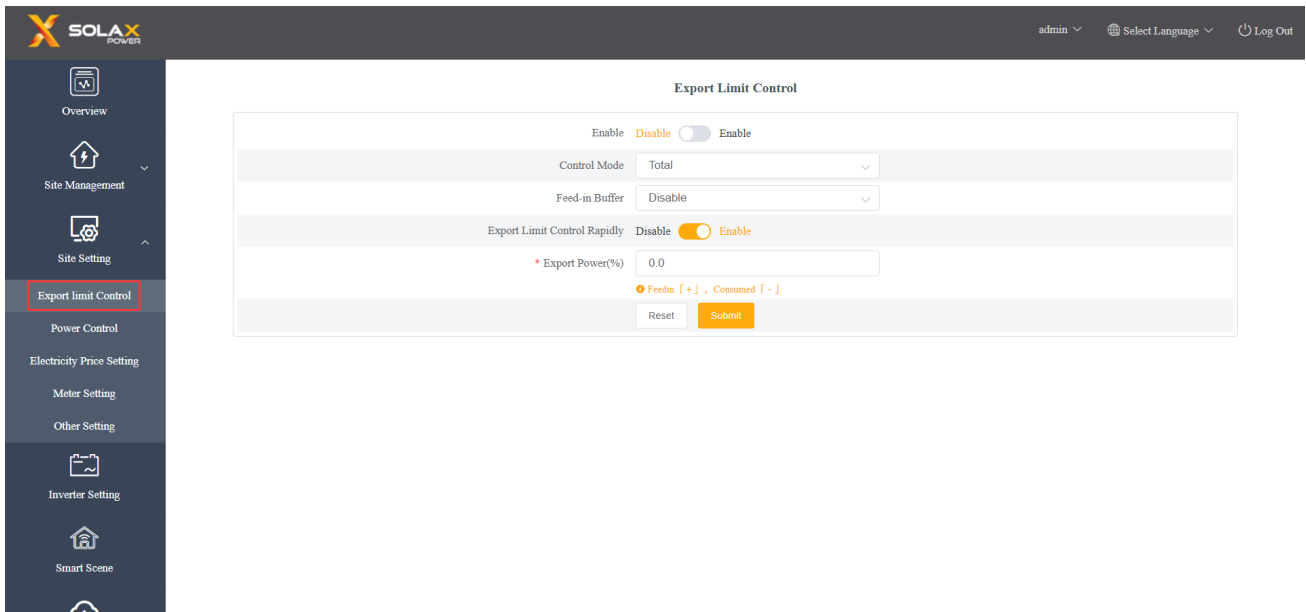 SOLAX
POWER
admin
Select Language
Log Out
Overview
Site Management
Site Setting
Export limit Control
Power Control
Electricity Price Setting
Meter Setting
Other Setting
Inverter Setting
Smart Scene
Export Limit Control
Enable Disable Enable
Control Mode Total
Feed-in Buffer Disable
Export Limit Control Rapidly Disable Enable
* Export Power(%) 0.0
Feedin「+」, Consumed「-」
Reset Submit